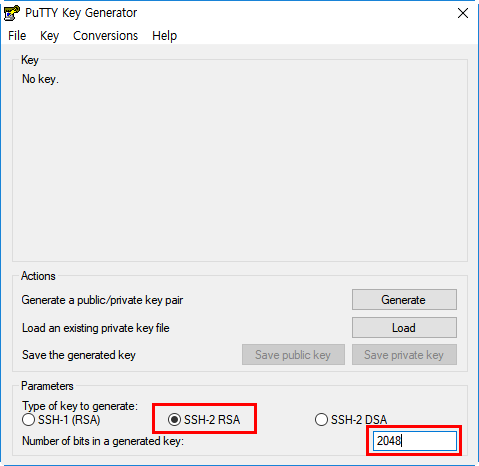 PuTTY Key Generator
File Key Conversions Help
Key
No key.
Actions
Generate a public/private key pair Generate
Load an existing private key file Load
Save the generated key Save public key Save private key
Parameters
Type of key to generate:
SSH-1 (RSA) SSH-2 RSA SSH-2 DSA
Number of bits in a generated key: 2048